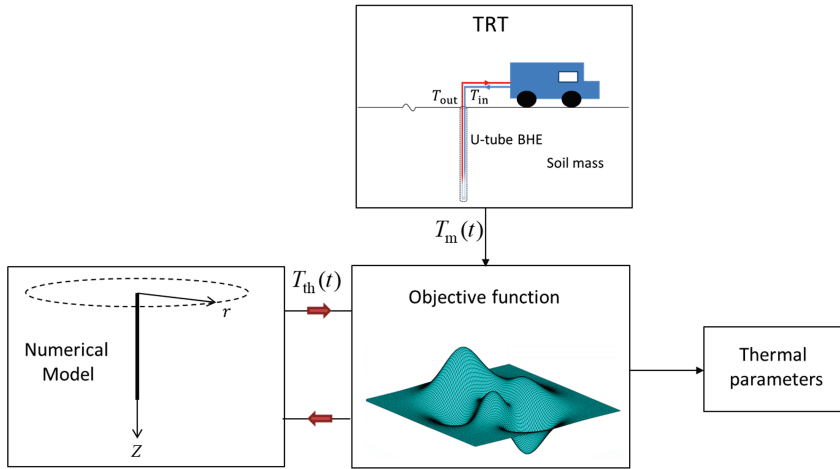 TRT
T_out T_in
U-tube BHE
Soil mass
T_m(t)
T_th(t)
Objective function
r
Numerical
Model
Z
Thermal
parameters